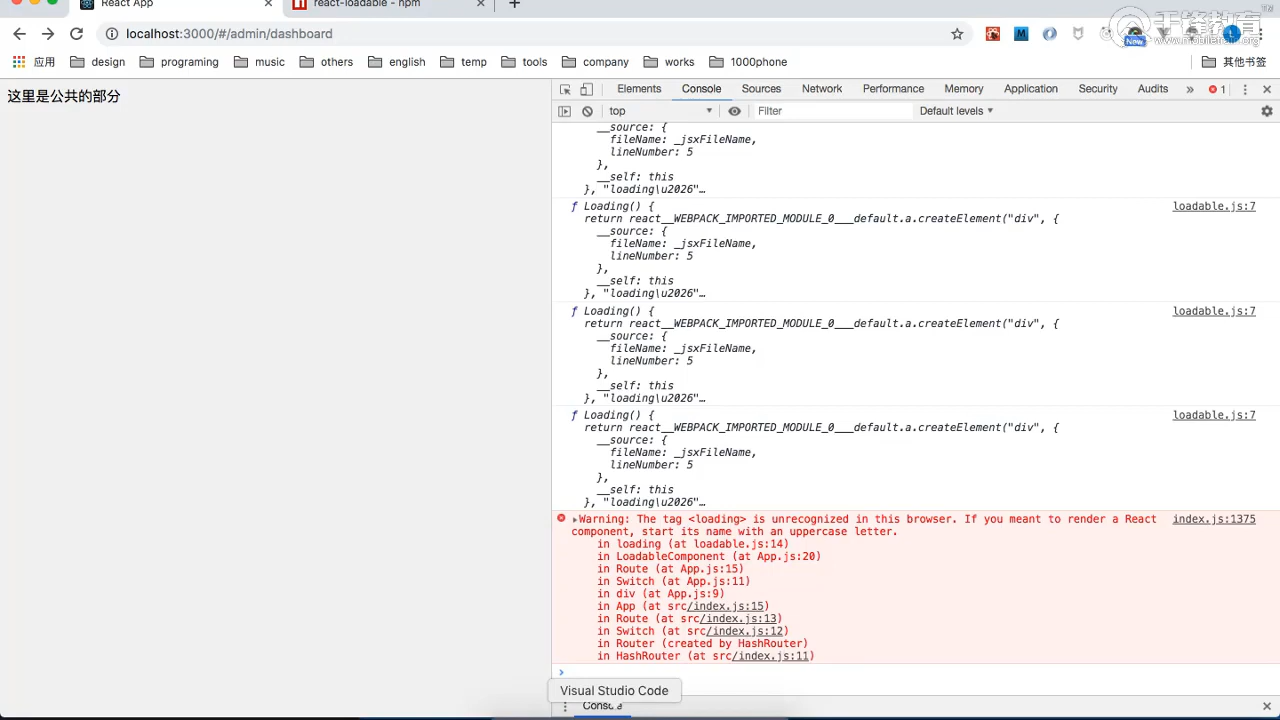 React App
react-loadable - npm
localhost:3000/#/admin/dashboard
千锋教育
www.mobiletrain.org
New
应用 design programing music others english temp tools company works 1000phone 其他书签
这里是公共的部分
Elements Console Sources Network Performance Memory Application Security Audits » 1
top Filter Default levels
__source: {
fileName: _jsxFileName,
lineNumber: 5
},
__self: this
}, "loading\u2026"…
ƒ Loading() { loadable.js:7
return react__WEBPACK_IMPORTED_MODULE_0___default.a.createElement("div", {
__source: {
fileName: _jsxFileName,
lineNumber: 5
},
__self: this
}, "loading\u2026"…
ƒ Loading() { loadable.js:7
return react__WEBPACK_IMPORTED_MODULE_0___default.a.createElement("div", {
__source: {
fileName: _jsxFileName,
lineNumber: 5
},
__self: this
}, "loading\u2026"…
ƒ Loading() { loadable.js:7
return react__WEBPACK_IMPORTED_MODULE_0___default.a.createElement("div", {
__source: {
fileName: _jsxFileName,
lineNumber: 5
},
__self: this
}, "loading\u2026"…
Warning: The tag <loading> is unrecognized in this browser. If you meant to render a React index.js:1375
component, start its name with an uppercase letter.
in loading (at loadable.js:14)
in LoadableComponent (at App.js:20)
in Route (at App.js:15)
in Switch (at App.js:11)
in div (at App.js:9)
in App (at src/index.js:15)
in Route (at src/index.js:13)
in Switch (at src/index.js:12)
in Router (created by HashRouter)
in HashRouter (at src/index.js:11)
Visual Studio Code
Console